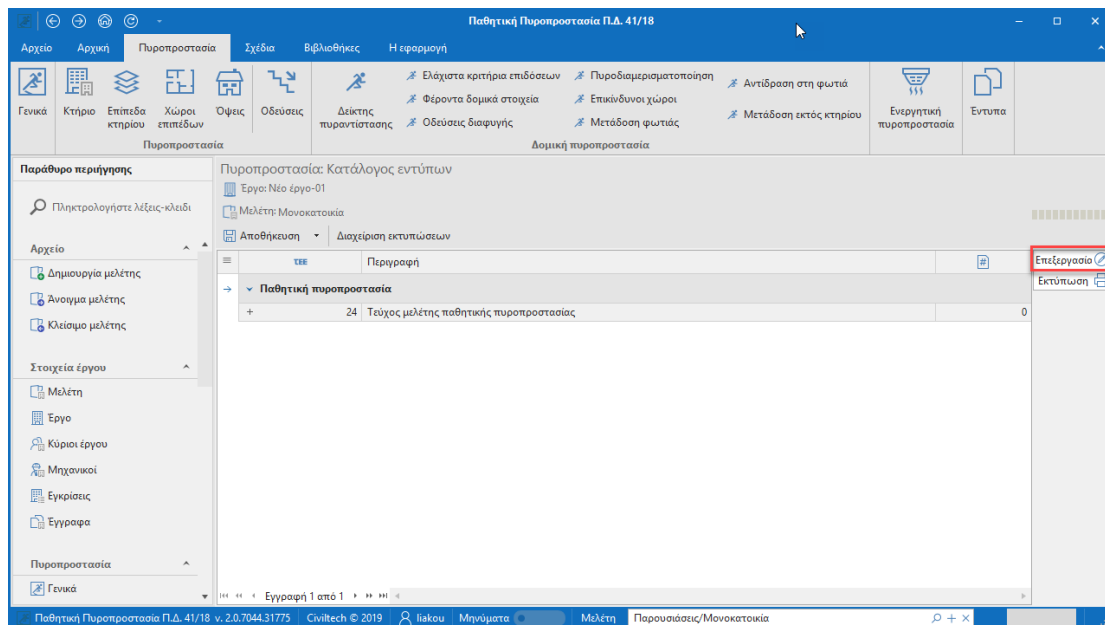 Παθητική Πυροπροστασία Π.Δ. 41/18
Αρχείο Αρχική Πυροπροστασία Σχέδια Βιβλιοθήκες Η εφαρμογή
Γενικά
Κτήριο
Επίπεδα κτηρίου
Χώροι επιπέδων
Όψεις
Οδεύσεις
Πυροπροστασία
Δείκτης πυραντίστασης
Ελάχιστα κριτήρια επιδόσεων
Φέροντα δομικά στοιχεία
Οδεύσεις διαφυγής
Πυροδιαμερισματοποίηση
Επικίνδυνοι χώροι
Μετάδοση φωτιάς
Αντίδραση στη φωτιά
Μετάδοση εκτός κτηρίου
Δομική πυροπροστασία
Ενεργητική πυροπροστασία
Έντυπα
Παράθυρο περιήγησης
Πληκτρολογήστε λέξεις-κλειδι
Αρχείο
Δημιουργία μελέτης
Άνοιγμα μελέτης
Κλείσιμο μελέτης
Στοιχεία έργου
Μελέτη
Έργο
Κύριοι έργου
Μηχανικοί
Εγκρίσεις
Έγγραφα
Πυροπροστασία
Γενικά
Πυροπροστασία: Κατάλογος εντύπων
Έργο: Νέο έργο-01
Μελέτη: Μονοκατοικία
Αποθήκευση Διαχείριση εκτυπώσεων
ΤΕΕ Περιγραφή #
Παθητική πυροπροστασία
+ 24 Τεύχος μελέτης παθητικής πυροπροστασίας 0
Επεξεργασία
Εκτύπωση
Εγγραφή 1 από 1
Παθητική Πυροπροστασία Π.Δ. 41/18 v. 2.0.7044.31775 Civiltech © 2019 liakou Μηνύματα Μελέτη Παρουσιάσεις/Μονοκατοικία